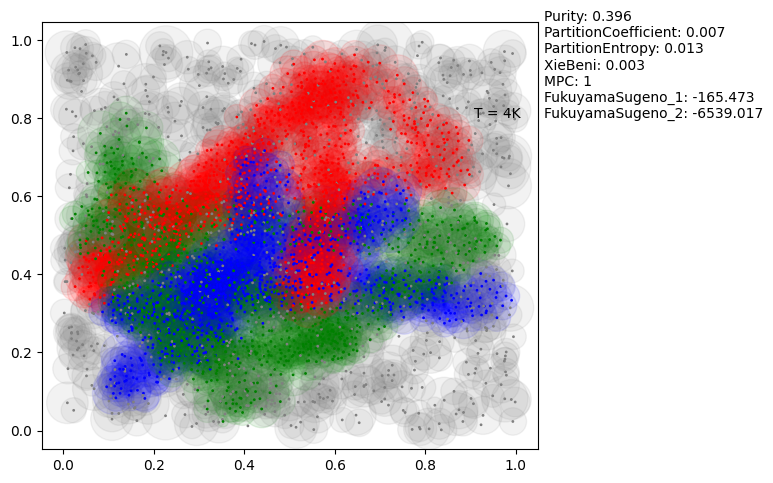 Purity: 0.396
PartitionCoefficient: 0.007
PartitionEntropy: 0.013
XieBeni: 0.003
MPC: 1
FukuyamaSugeno_1: -165.473
FukuyamaSugeno_2: -6539.017
T = 4K
1.0
0.8
0.6
0.4
0.2
0.0
0.0 0.2 0.4 0.6 0.8 1.0